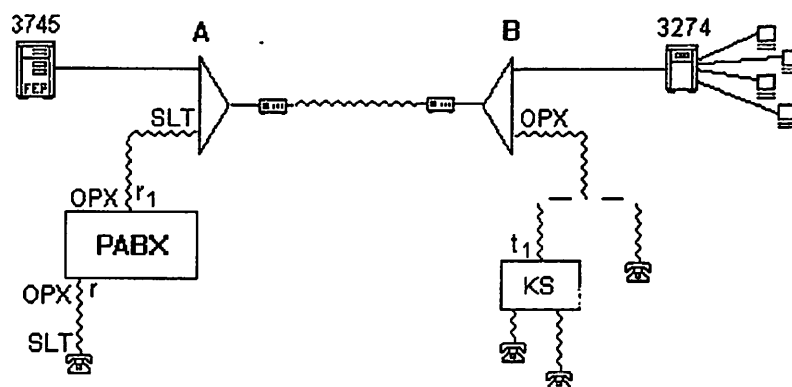 3745
A
B
3274
FEP
SLT
OPX
OPX r1
PABX
t1
KS
OPX r
SLT